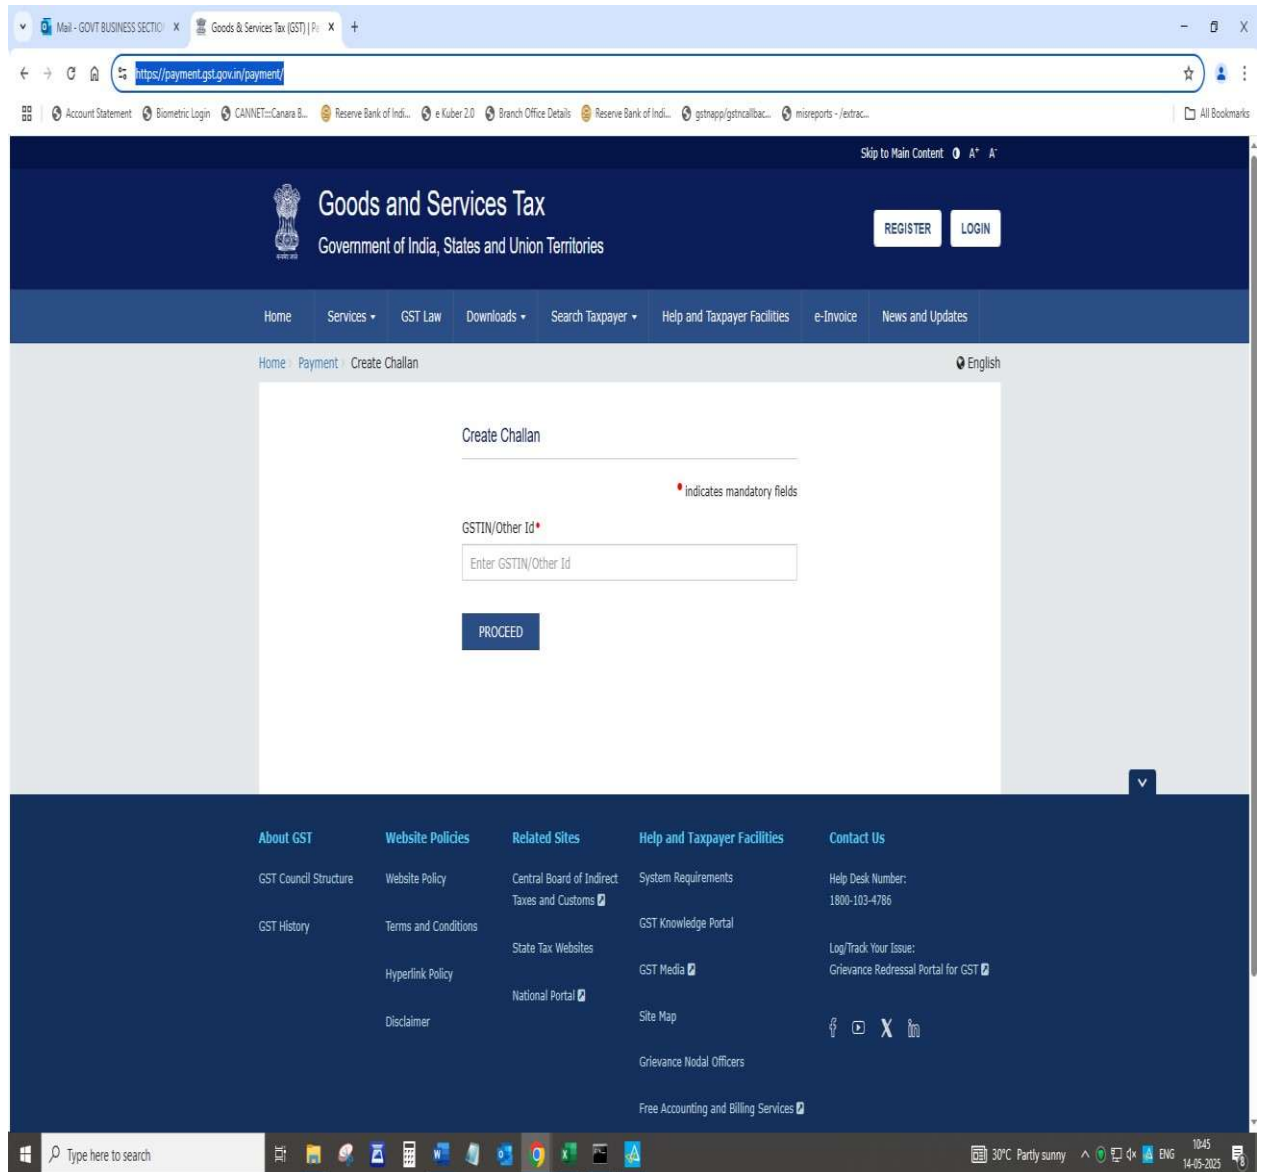 Mail - GOVT BUSINESS SECTIO
Goods & Services Tax (GST) | Pa
https://payment.gst.gov.in/payment/
Account Statement
Biometric Login
CANNET:::Canara B...
Reserve Bank of Indi...
e Kuber 2.0
Branch Office Details
Reserve Bank of Indi...
gstnapp/gstncallbac...
misreports - /extrac...
All Bookmarks
Skip to Main Content A+ A-
Goods and Services Tax
Government of India, States and Union Territories
REGISTER LOGIN
Home Services GST Law Downloads Search Taxpayer Help and Taxpayer Facilities e-Invoice News and Updates
Home Payment Create Challan
English
Create Challan
• indicates mandatory fields
GSTIN/Other Id•
Enter GSTIN/Other Id
PROCEED
About GST
GST Council Structure
GST History
Website Policies
Website Policy
Terms and Conditions
Hyperlink Policy
Disclaimer
Related Sites
Central Board of Indirect
Taxes and Customs
State Tax Websites
National Portal
Help and Taxpayer Facilities
System Requirements
GST Knowledge Portal
GST Media
Site Map
Grievance Nodal Officers
Free Accounting and Billing Services
Contact Us
Help Desk Number:
1800-103-4786
Log/Track Your Issue:
Grievance Redressal Portal for GST
Type here to search
30°C Partly sunny
ENG
10:45
14-05-2025